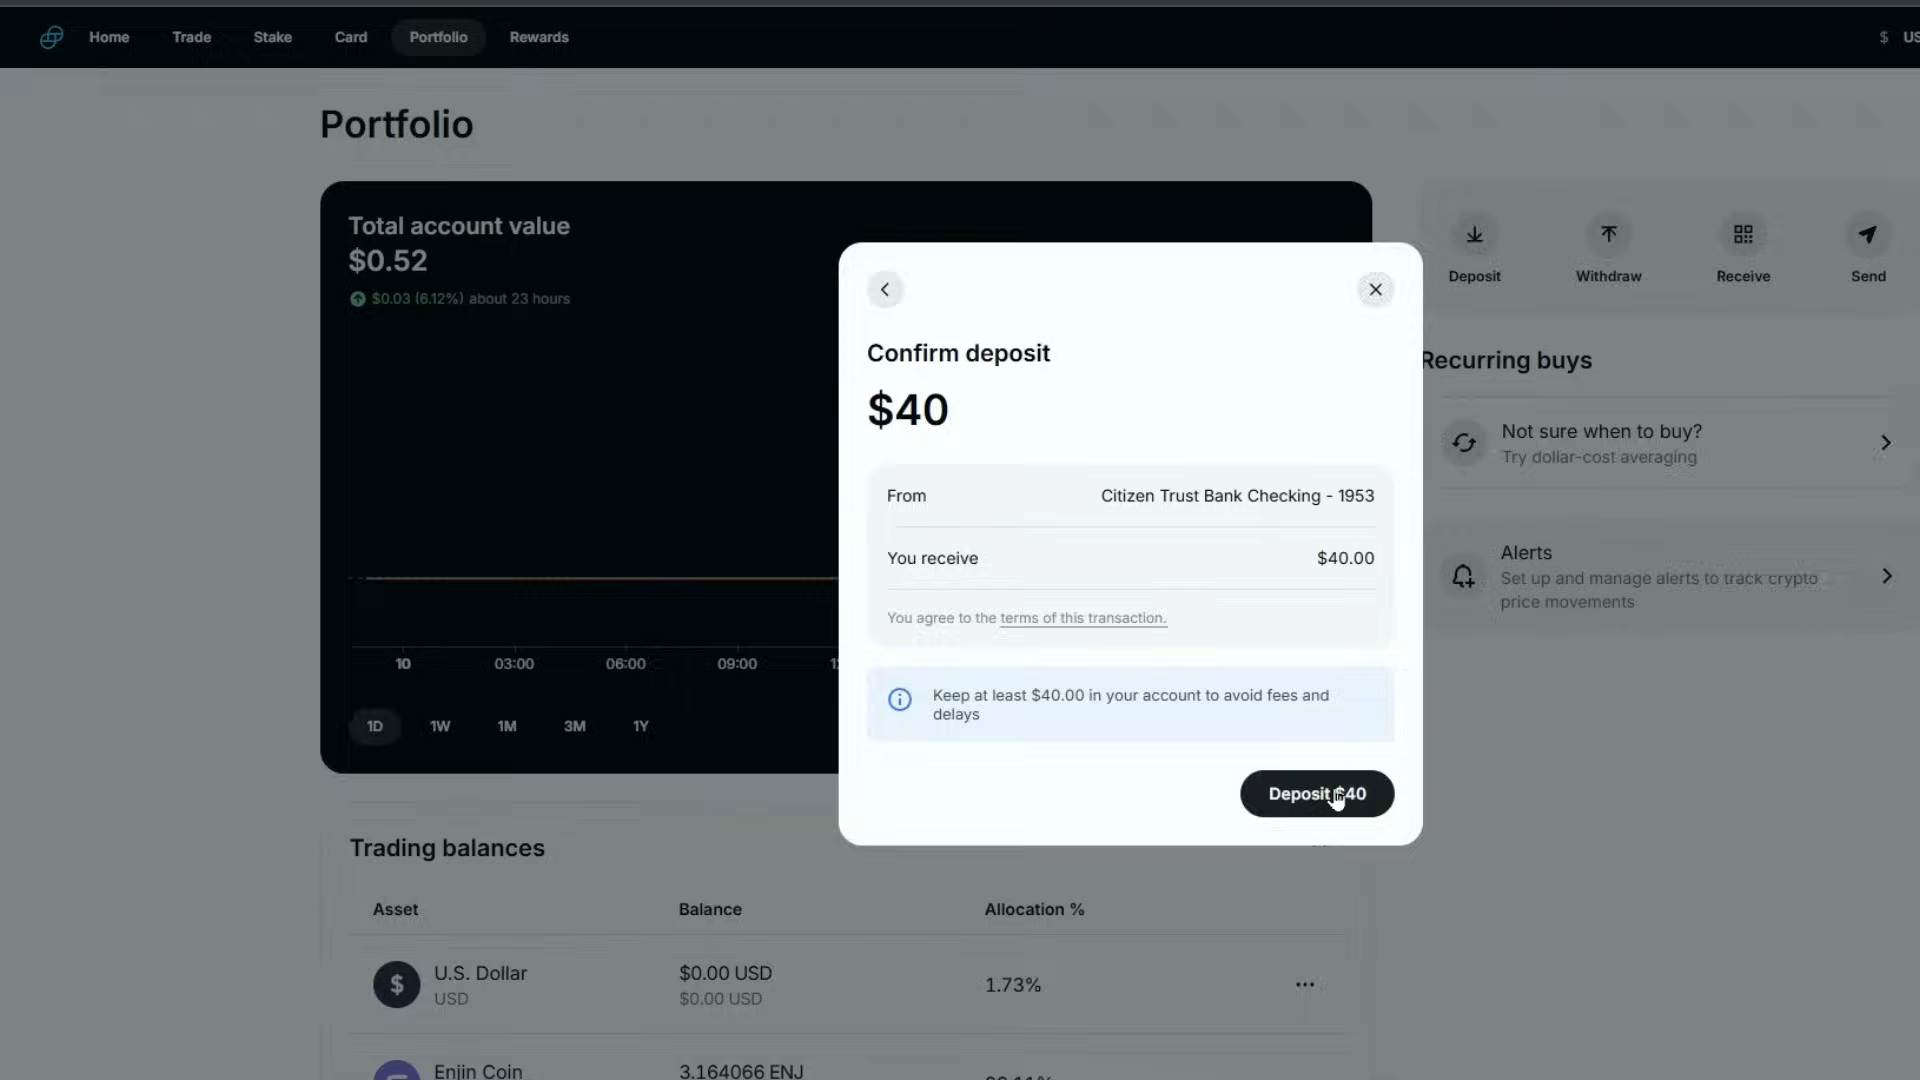 Home Trade Stake Card Portfolio Rewards $ US
Portfolio
Total account value
$0.52
$0.03 (6.12%) about 23 hours
10 03:00 06:00 09:00
1D 1W 1M 3M 1Y
Confirm deposit
$40
From Citizen Trust Bank Checking - 1953
You receive $40.00
You agree to the terms of this transaction.
Keep at least $40.00 in your account to avoid fees and
delays
Deposit $40
Deposit Withdraw Receive Send
Recurring buys
Not sure when to buy?
Try dollar-cost averaging
Alerts
Set up and manage alerts to track crypto
price movements
Trading balances
Asset Balance Allocation %
U.S. Dollar $0.00 USD 1.73%
USD $0.00 USD
Enjin Coin 3.164066 ENJ